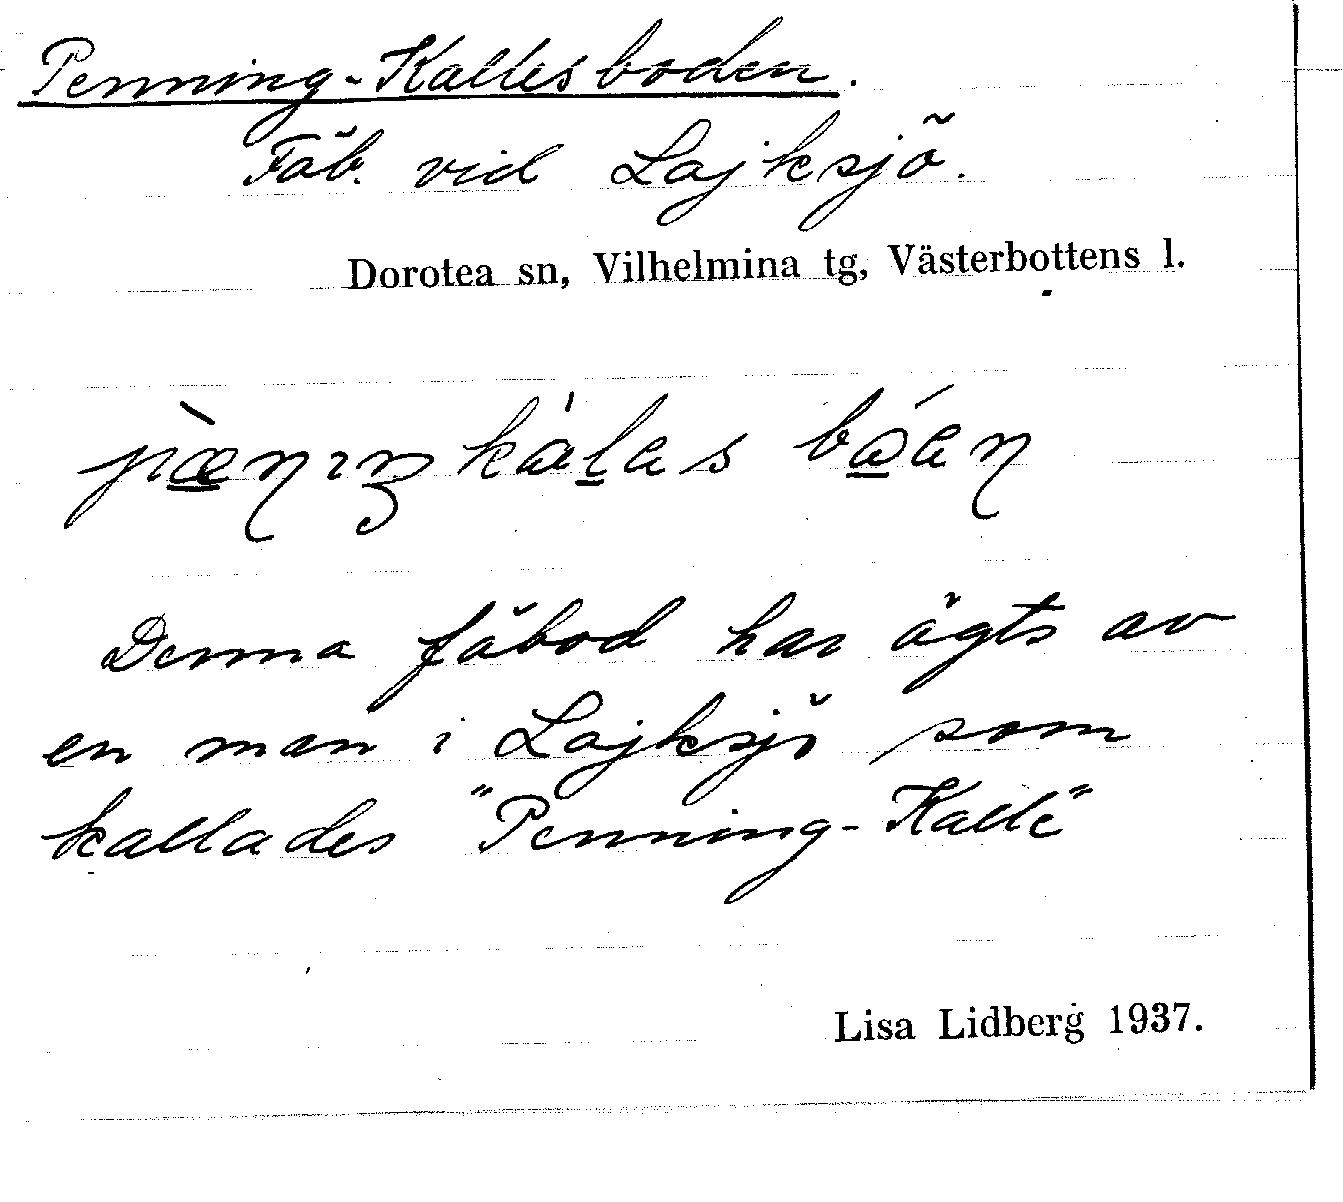 Penning-Kallesboden.
Fäb. vid Lajksjö.
Dorotea sn, Vilhelmina tg, Västerbottens l.
Denna fäbod har ägts av
en man i Lajksjö som
kallades "Penning-Kalle"
Lisa Lidberg 1937.